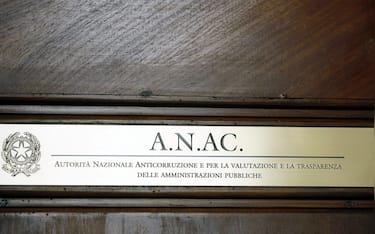 A.N.AC.
AUTORITÀ NAZIONALE ANTICORRUZIONE E PER LA VALUTAZIONE E LA TRASPARENZA
DELLE AMMINISTRAZIONI PUBBLICHE